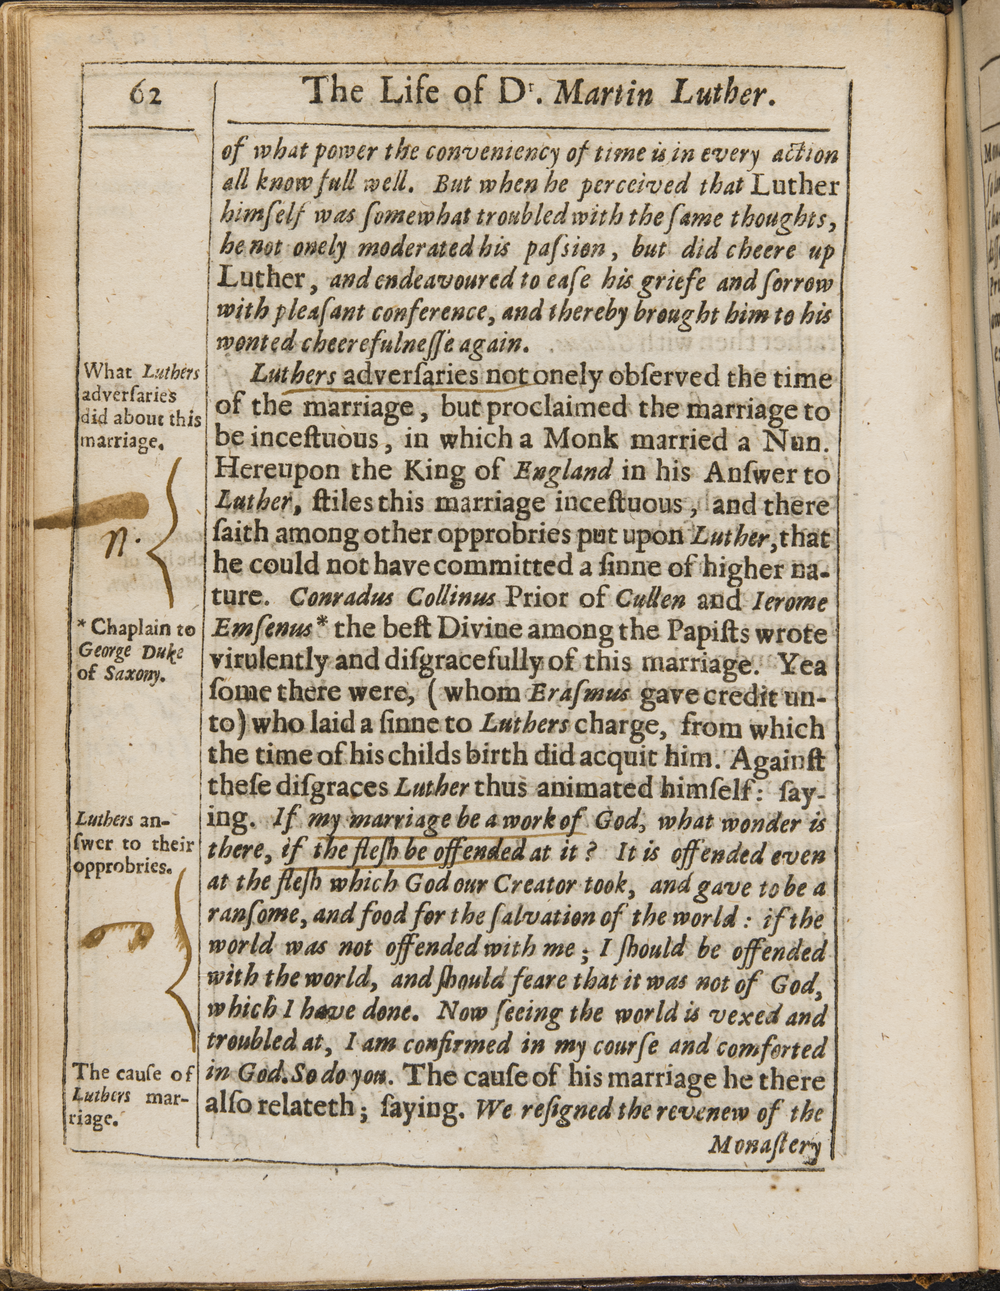 62
The Life of Dr. Martin Luther.
of what power the conveniency of time is in every action
all know full well. But when he perceived that Luther
himſelf was ſomewhat troubled with the ſame thoughts,
he not onely moderated his paſsion, but did cheere up
Luther, and endeavoured to eaſe his griefe and ſorrow
with pleaſant conference, and thereby brought him to his
wonted cheerefulneſſe again.
What Luthers
adverſaries
did about this
marriage.
Luthers adverſaries not onely obſerved the time
of the marriage, but proclaimed the marriage to
be inceſtuous, in which a Monk married a Nun.
Hereupon the King of England in his Anſwer to
Luther, ſtiles this marriage inceſtuous, and there
ſaith among other opprobries put upon Luther, that
he could not have committed a ſinne of higher na-
ture. Conradus Collinus Prior of Cullen and Ierome
n.
* Chaplain to
George Duke
of Saxony.
Emſenus* the beſt Divine among the Papiſts wrote
virulently and diſgracefully of this marriage. Yea
ſome there were, (whom Eraſmus gave credit un-
to) who laid a ſinne to Luthers charge, from which
the time of his childs birth did acquit him. Againſt
theſe diſgraces Luther thus animated himſelf: ſay-
ing. If my marriage be a work of God, what wonder is
Luthers an-
ſwer to their
opprobries.
there, if the fleſh be offended at it? It is offended even
at the fleſh which God our Creator took, and gave to be a
ranſome, and food for the ſalvation of the world: if the
world was not offended with me; I ſhould be offended
with the world, and ſhould feare that it was not of God,
which I have done. Now ſeeing the world is vexed and
troubled at, I am confirmed in my courſe and comforted
The cauſe of
Luthers mar-
riage.
in God. So do you. The cauſe of his marriage he there
alſo relateth; ſaying. We reſigned the revenew of the
Monaſtery